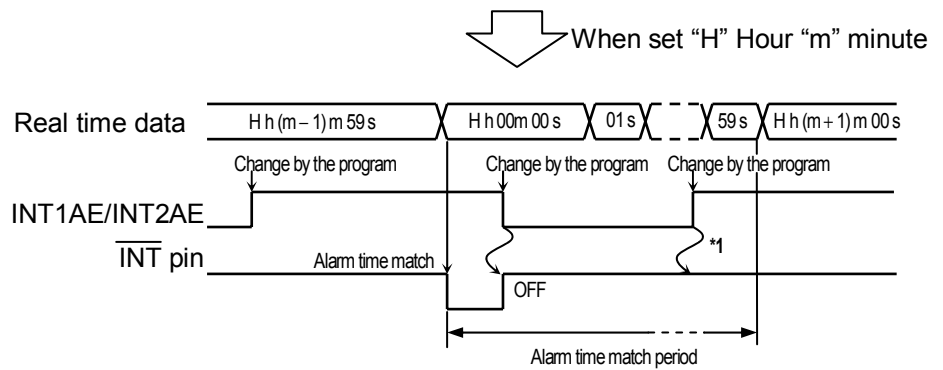 When set “H” Hour “m” minute
Real time data
H h (m − 1) m 59 s
H h 00m 00 s
01 s
59 s
H h (m + 1) m 00 s
Change by the program
Change by the program
Change by the program
INT1AE/INT2AE
INT pin
Alarm time match
*1
OFF
Alarm time match period